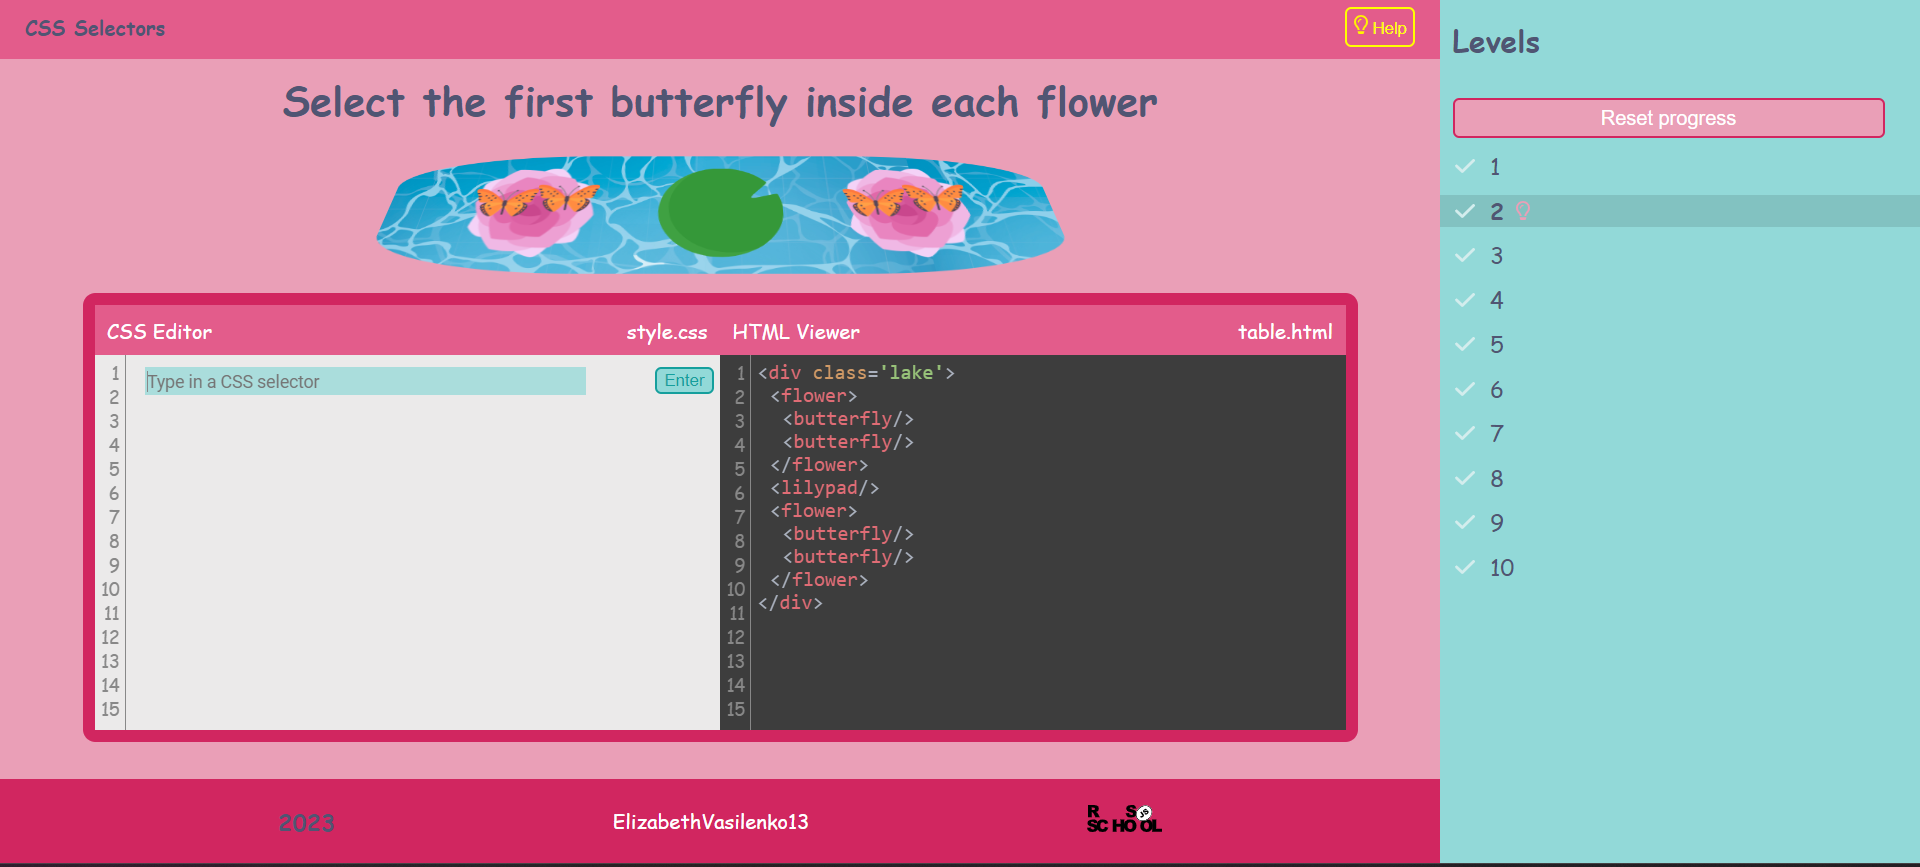 CSS Selectors
Help
Select the first butterfly inside each flower
CSS Editor
style.css
HTML Viewer
table.html
1
2
3
4
5
6
7
8
9
10
11
12
13
14
15
Type in a CSS selector
Enter
1
2
3
4
5
6
7
8
9
10
11
12
13
14
15
<div class='lake'>
<flower>
<butterfly/>
<butterfly/>
</flower>
<lilypad/>
<flower>
<butterfly/>
<butterfly/>
</flower>
</div>
2023
ElizabethVasilenko13
R S JS
SCHOOL
Levels
Reset progress
1
2
3
4
5
6
7
8
9
10